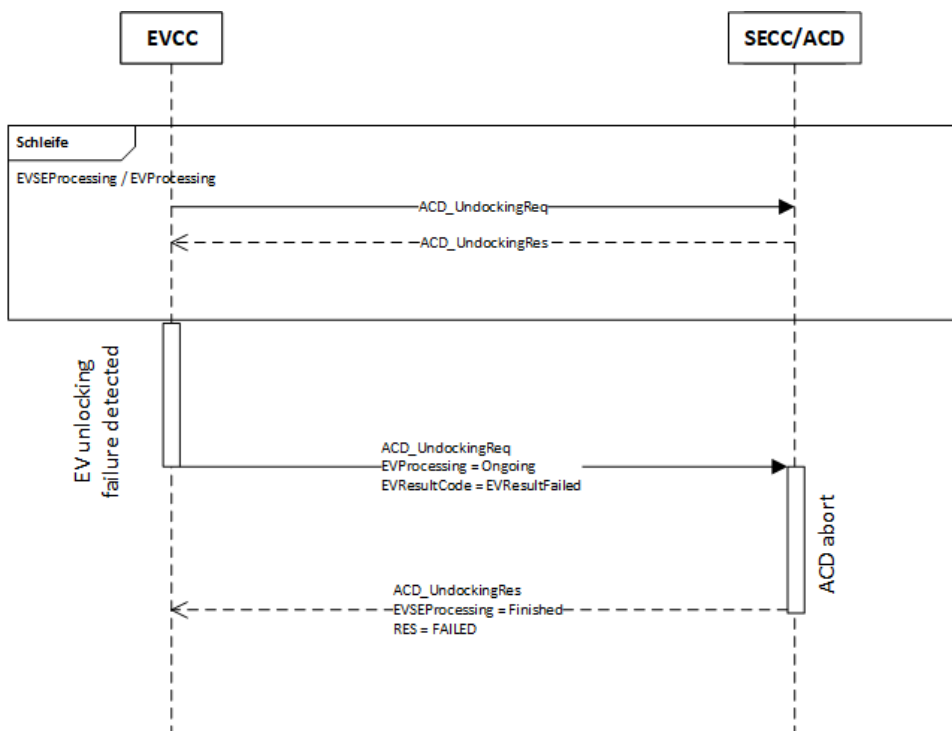 EVCC
SECC/ACD
Schleife
EVSEProcessing / EVProcessing
ACD_UndockingReq
ACD_UndockingRes
EV unlocking
failure detected
ACD_UndockingReq
EVProcessing = Ongoing
EVResultCode = EVResultFailed
ACD abort
ACD_UndockingRes
EVSEProcessing = Finished
RES = FAILED